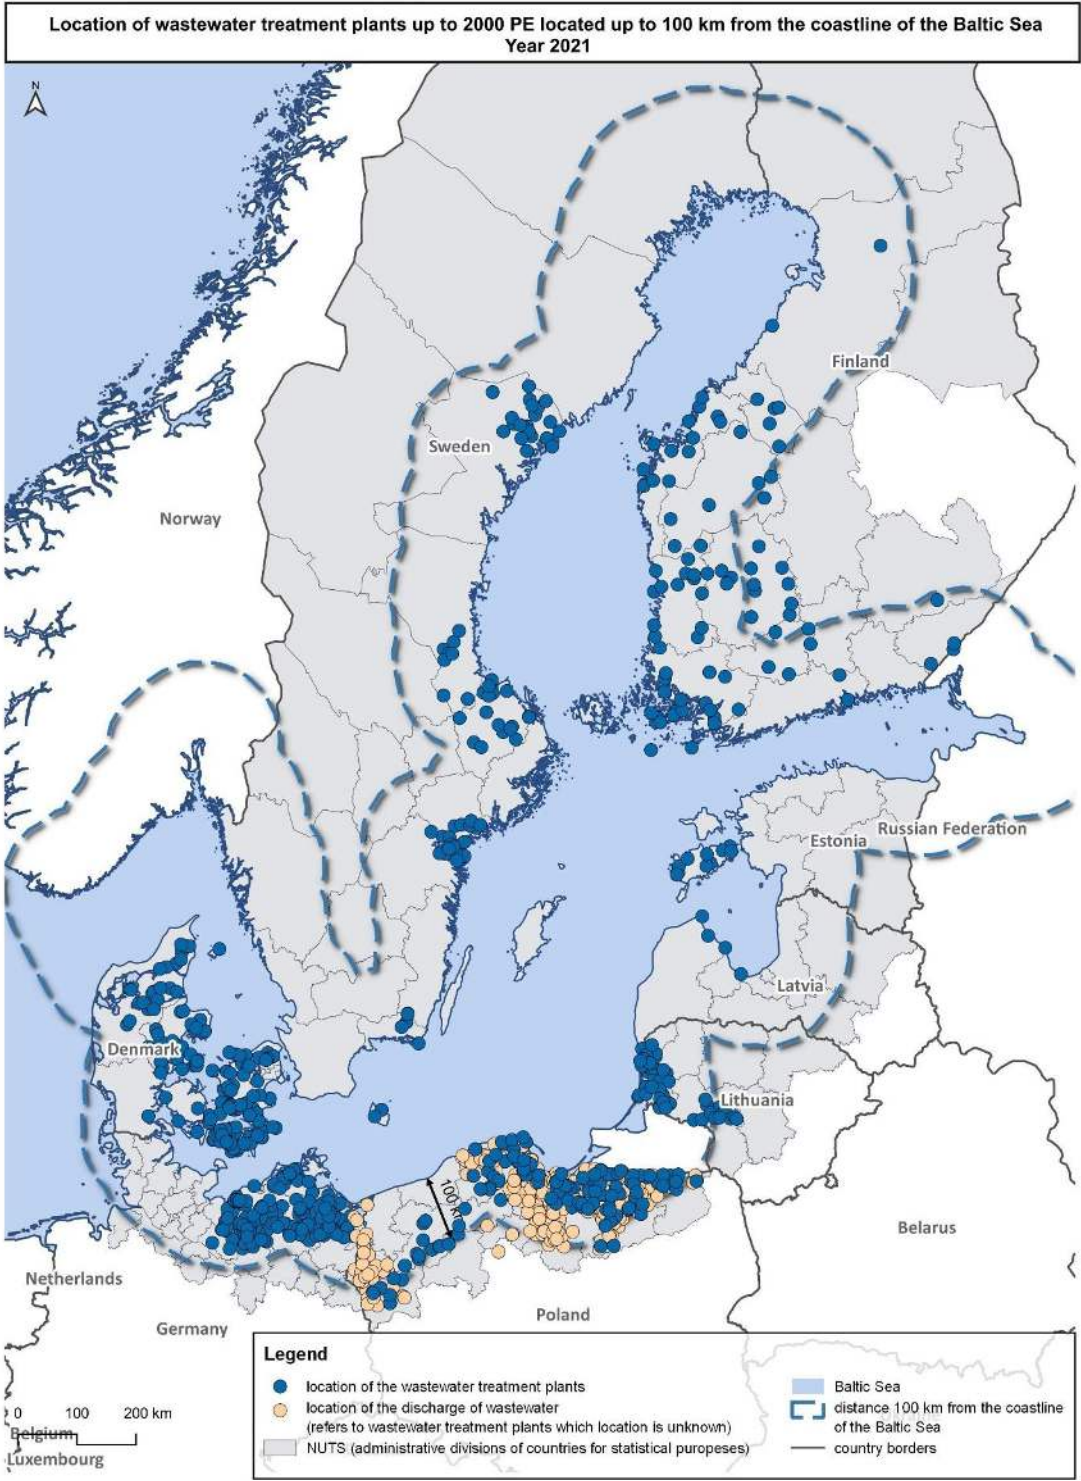 Location of wastewater treatment plants up to 2000 PE located up to 100 km from the coastline of the Baltic Sea
Year 2021
N
Finland
Sweden
Norway
Estonia
Russian Federation
Latvia
Denmark
Lithuania
100 km
Belarus
Netherlands
Poland
Germany
Legend
location of the wastewater treatment plants
location of the discharge of wastewater
(refers to wastewater treatment plants which location is unknown)
NUTS (administrative divisions of countries for statistical puropeses)
Baltic Sea
distance 100 km from the coastline
of the Baltic Sea
country borders
0 100 200 km
Belgium
Luxembourg